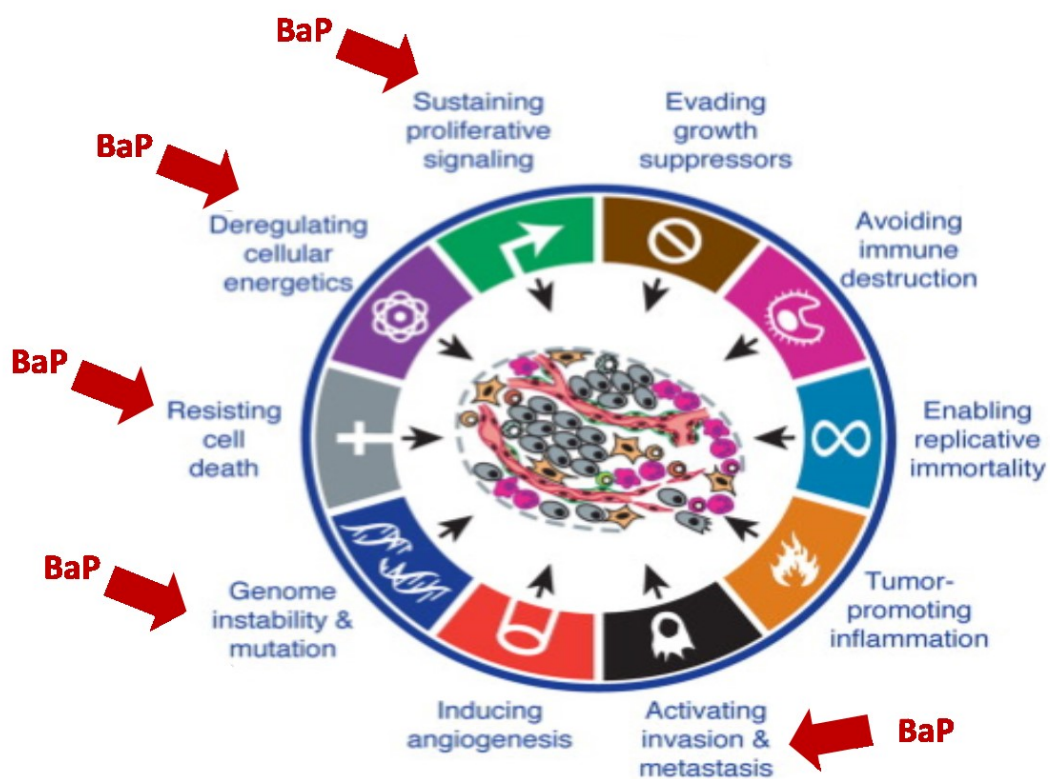 BaP
Sustaining
proliferative
signaling
Evading
growth
suppressors
BaP
Deregulating
cellular
energetics
Avoiding
immune
destruction
BaP
Resisting
cell
death
Enabling
replicative
immortality
BaP
Genome
instability &
mutation
Tumor-
promoting
inflammation
Inducing
angiogenesis
Activating
invasion &
metastasis
BaP